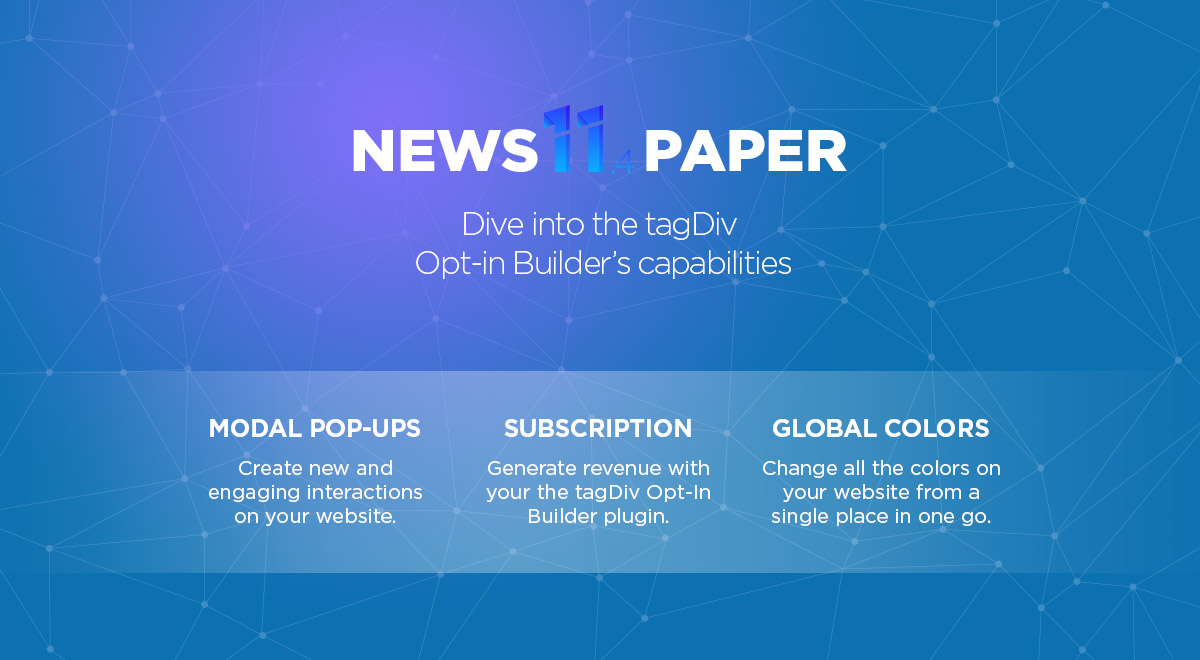 NEWS 11.4 PAPER
Dive into the tagDiv
Opt-in Builder’s capabilities
MODAL POP-UPS
Create new and
engaging interactions
on your website.
SUBSCRIPTION
Generate revenue with
your the tagDiv Opt-In
Builder plugin.
GLOBAL COLORS
Change all the colors on
your website from a
single place in one go.